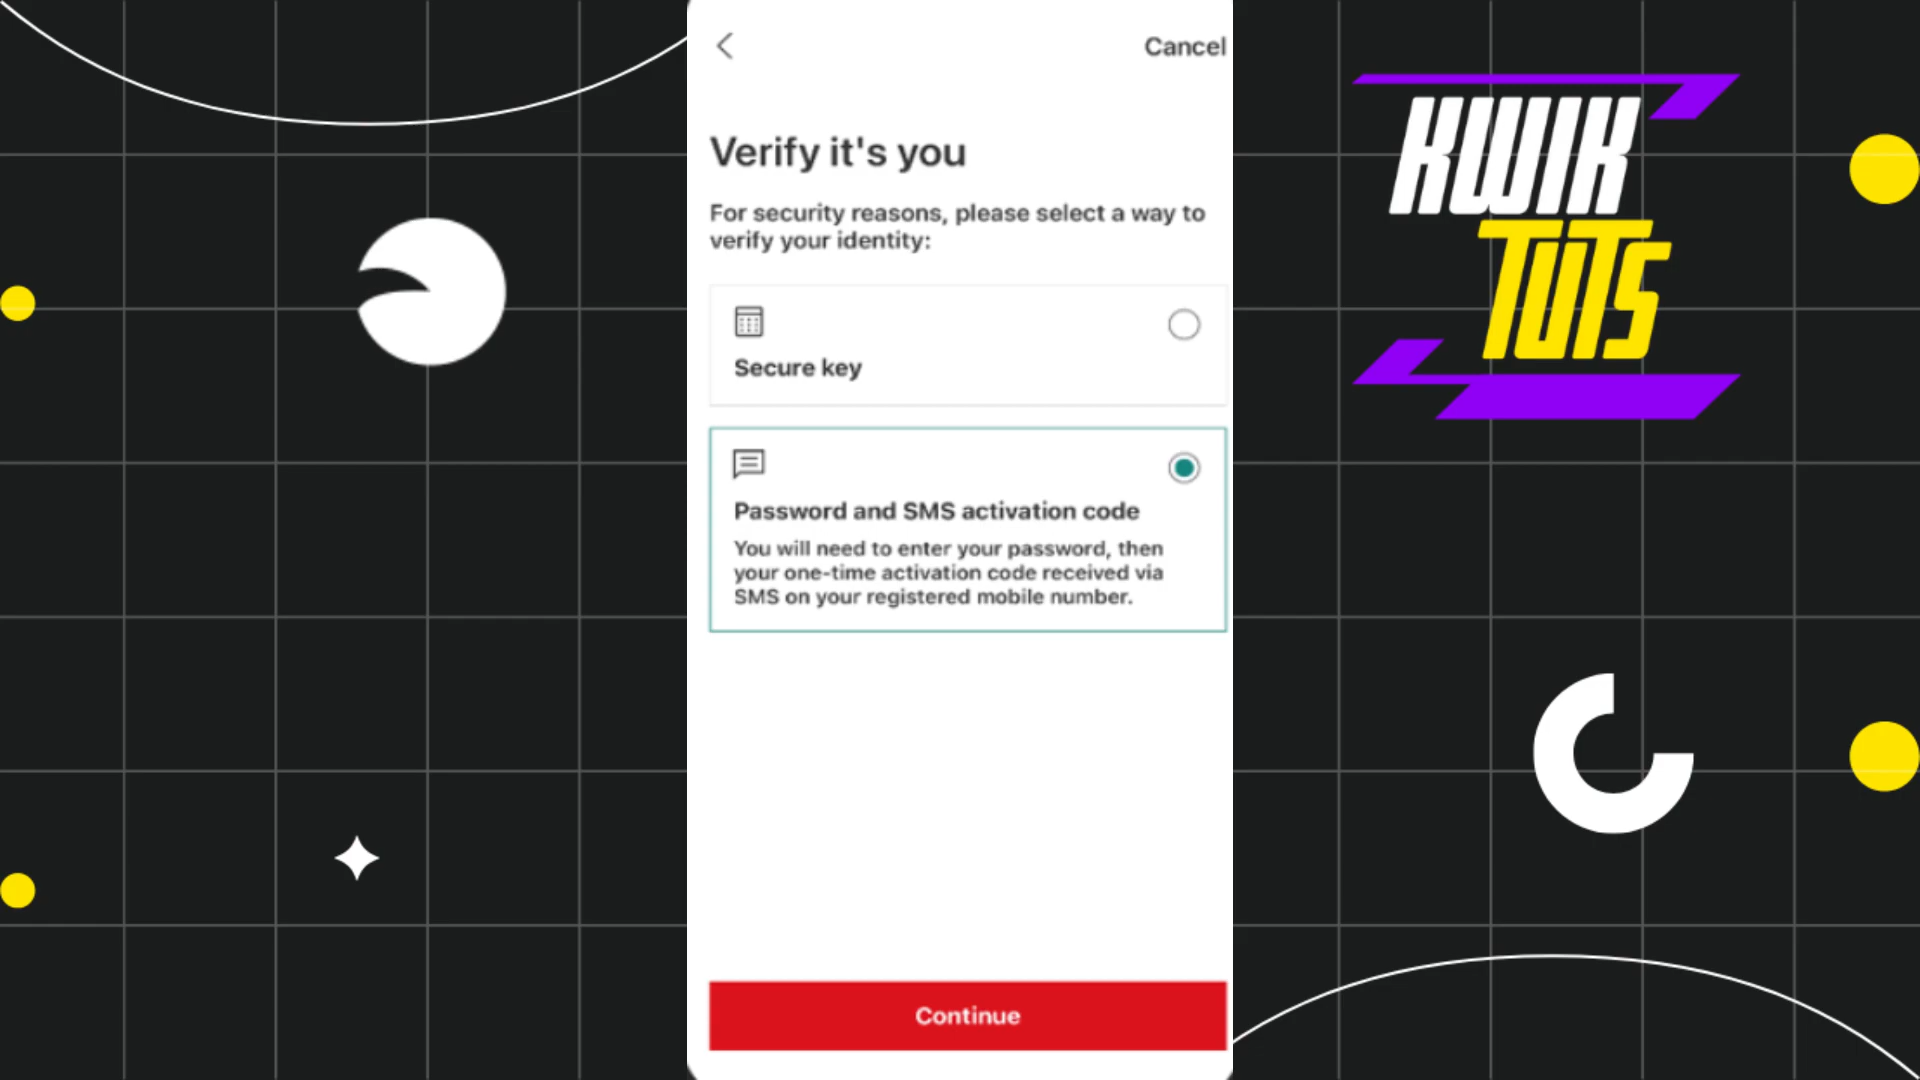 Cancel
Verify it's you
For security reasons, please select a way to
verify your identity:
Secure key
Password and SMS activation code
You will need to enter your password, then
your one-time activation code received via
SMS on your registered mobile number.
Continue
KWIK
TUTS